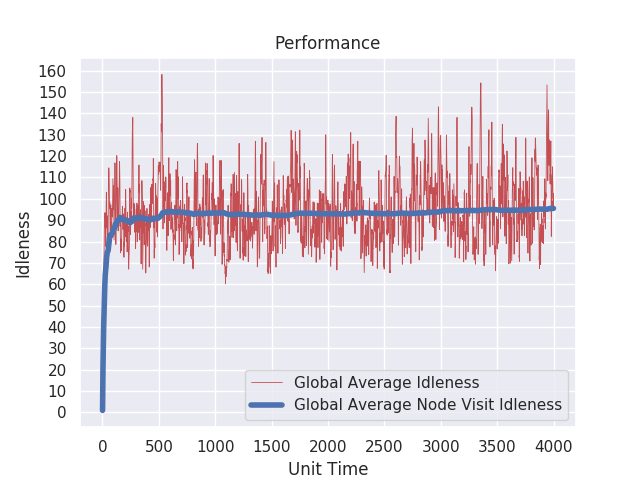 Performance
160
150
140
130
120
110
100
90
80
70
60
50
40
30
20
10
0
Idleness
Global Average Idleness
Global Average Node Visit Idleness
0 500 1000 1500 2000 2500 3000 3500 4000
Unit Time